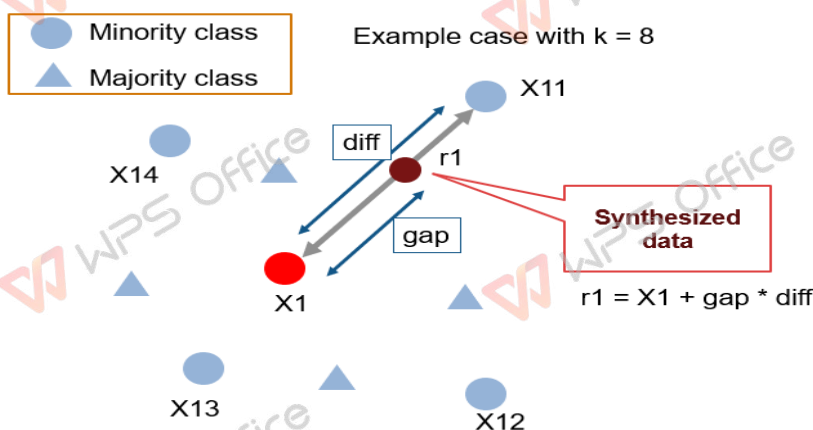 Minority class
Majority class
Example case with k = 8
X11
diff
r1
X14
gap
Synthesized
data
X1
r1 = X1 + gap * diff
X13
X12
WPS Office
WPS Office
Office